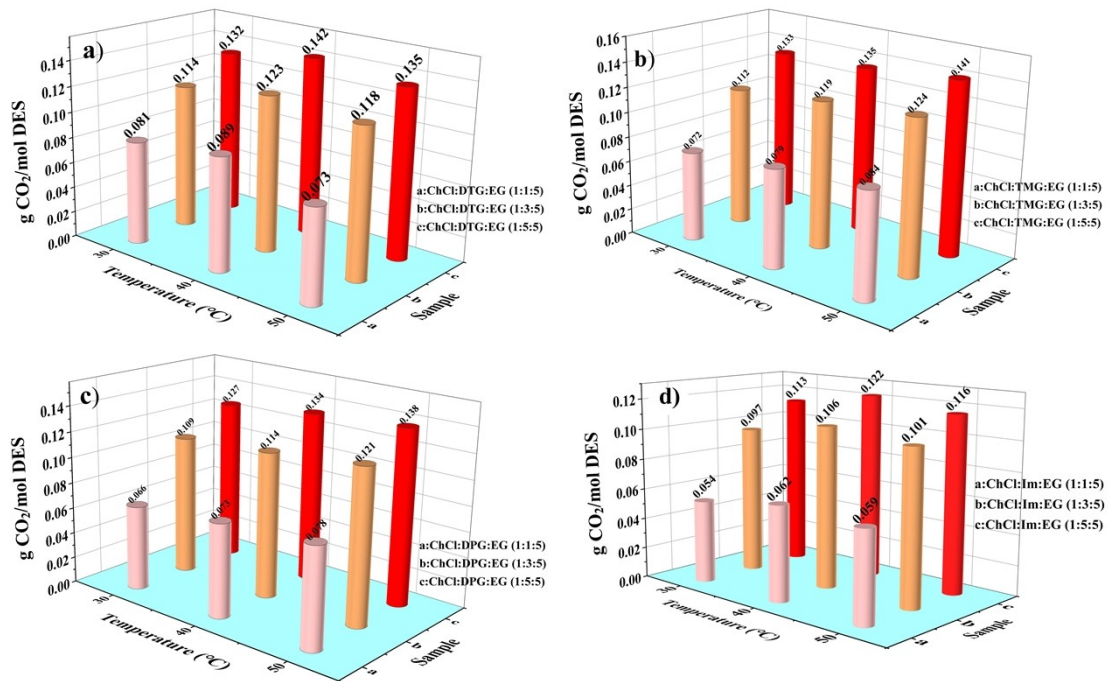 a)
g CO₂/mol DES
0.14
0.12
0.10
0.08
0.06
0.04
0.02
0.00
0.081
0.114
0.132
0.089
0.123
0.142
0.073
0.118
0.135
30
40
50
Temperature (°C)
a
b
c
Sample
a:ChCl:DTG:EG (1:1:5)
b:ChCl:DTG:EG (1:3:5)
c:ChCl:DTG:EG (1:5:5)
b)
g CO₂/mol DES
0.16
0.14
0.12
0.10
0.08
0.06
0.04
0.02
0.00
0.072
0.112
0.133
0.079
0.119
0.135
0.084
0.124
0.141
30
40
50
Temperature (°C)
a
b
c
Sample
a:ChCl:TMG:EG (1:1:5)
b:ChCl:TMG:EG (1:3:5)
c:ChCl:TMG:EG (1:5:5)
c)
g CO₂/mol DES
0.14
0.12
0.10
0.08
0.06
0.04
0.02
0.00
0.066
0.109
0.127
0.073
0.114
0.134
0.078
0.121
0.138
30
40
50
Temperature (°C)
a
b
c
Sample
a:ChCl:DPG:EG (1:1:5)
b:ChCl:DPG:EG (1:3:5)
c:ChCl:DPG:EG (1:5:5)
d)
g CO₂/mol DES
0.12
0.10
0.08
0.06
0.04
0.02
0.00
0.054
0.097
0.113
0.062
0.106
0.122
0.059
0.101
0.116
30
40
50
Temperature (°C)
a
b
c
Sample
a:ChCl:Im:EG (1:1:5)
b:ChCl:Im:EG (1:3:5)
c:ChCl:Im:EG (1:5:5)